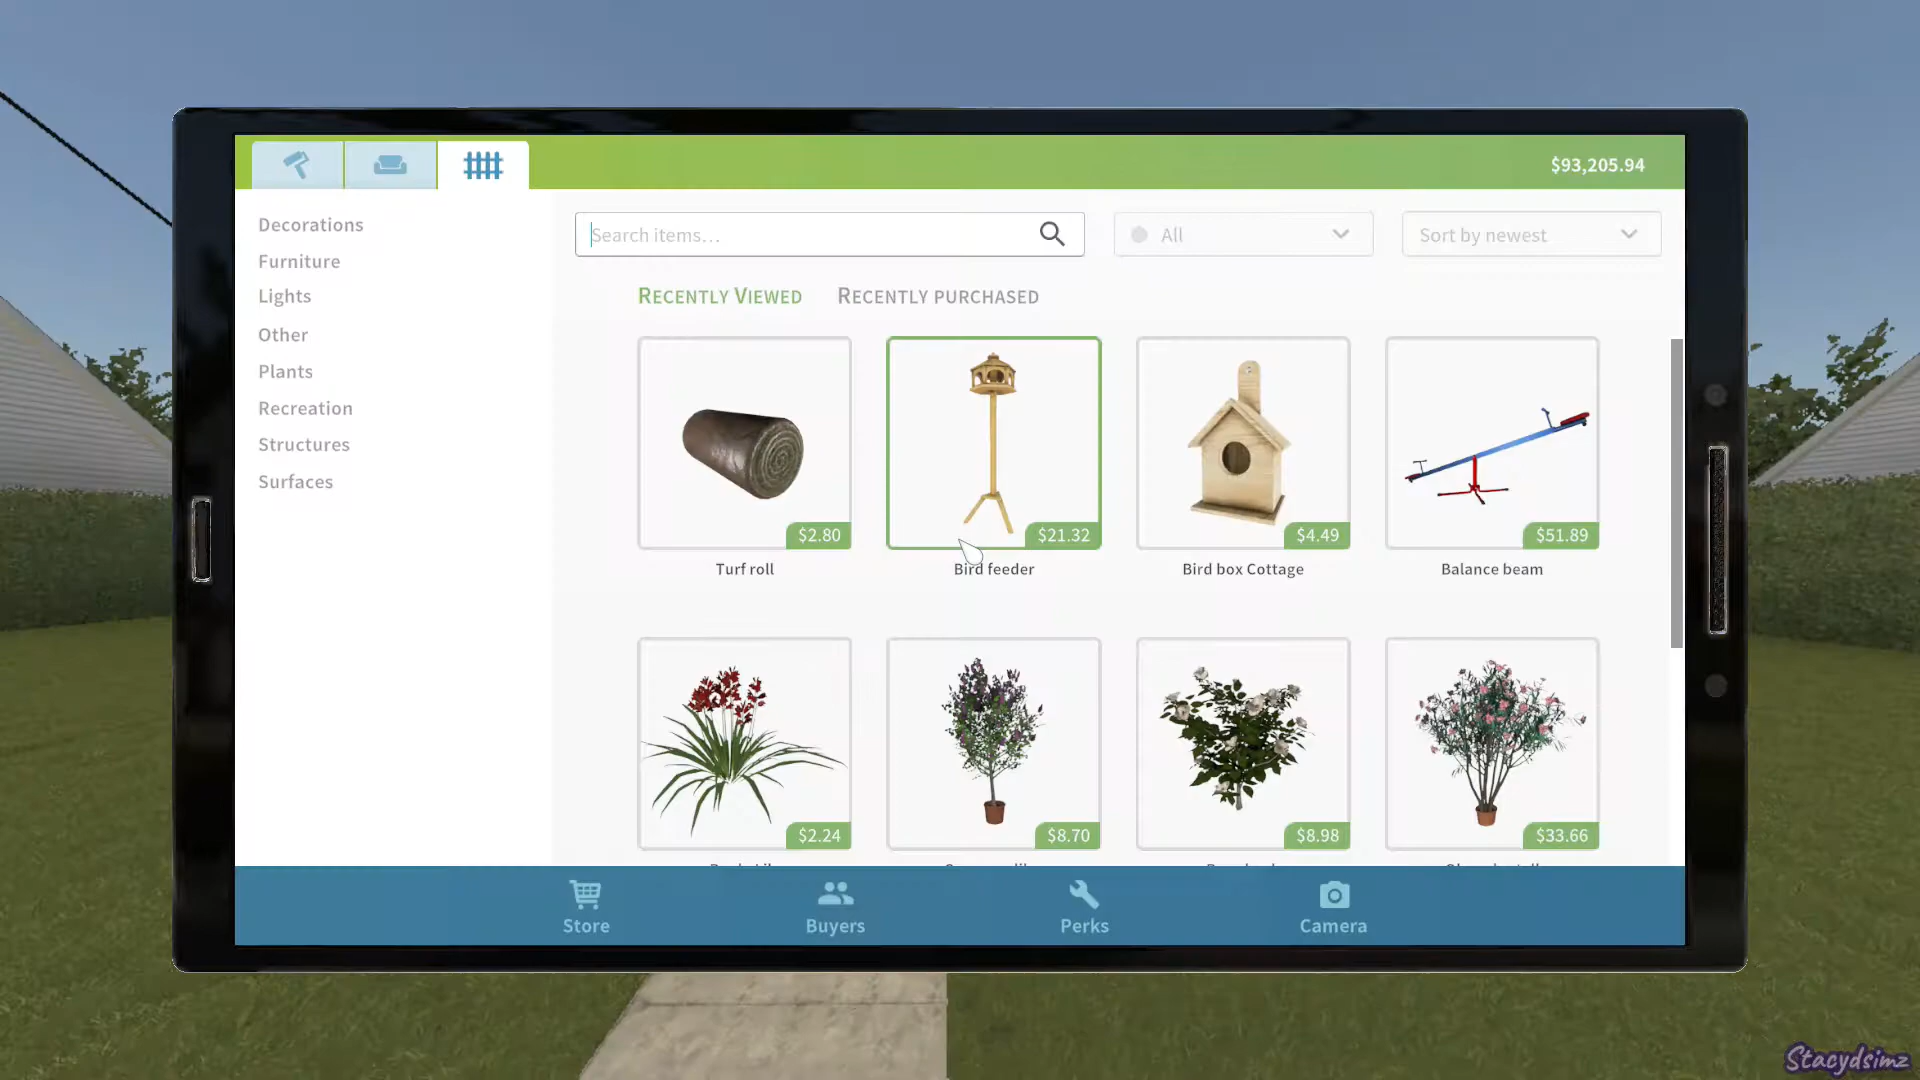 $93,205.94
Decorations
Furniture
Lights
Other
Plants
Recreation
Structures
Surfaces
Search items...
All
Sort by newest
RECENTLY VIEWED
RECENTLY PURCHASED
$2.80
$21.32
$4.49
$51.89
Turf roll
Bird feeder
Bird box Cottage
Balance beam
$2.24
$8.70
$8.98
$33.66
Store
Buyers
Perks
Camera
Stacydsimz